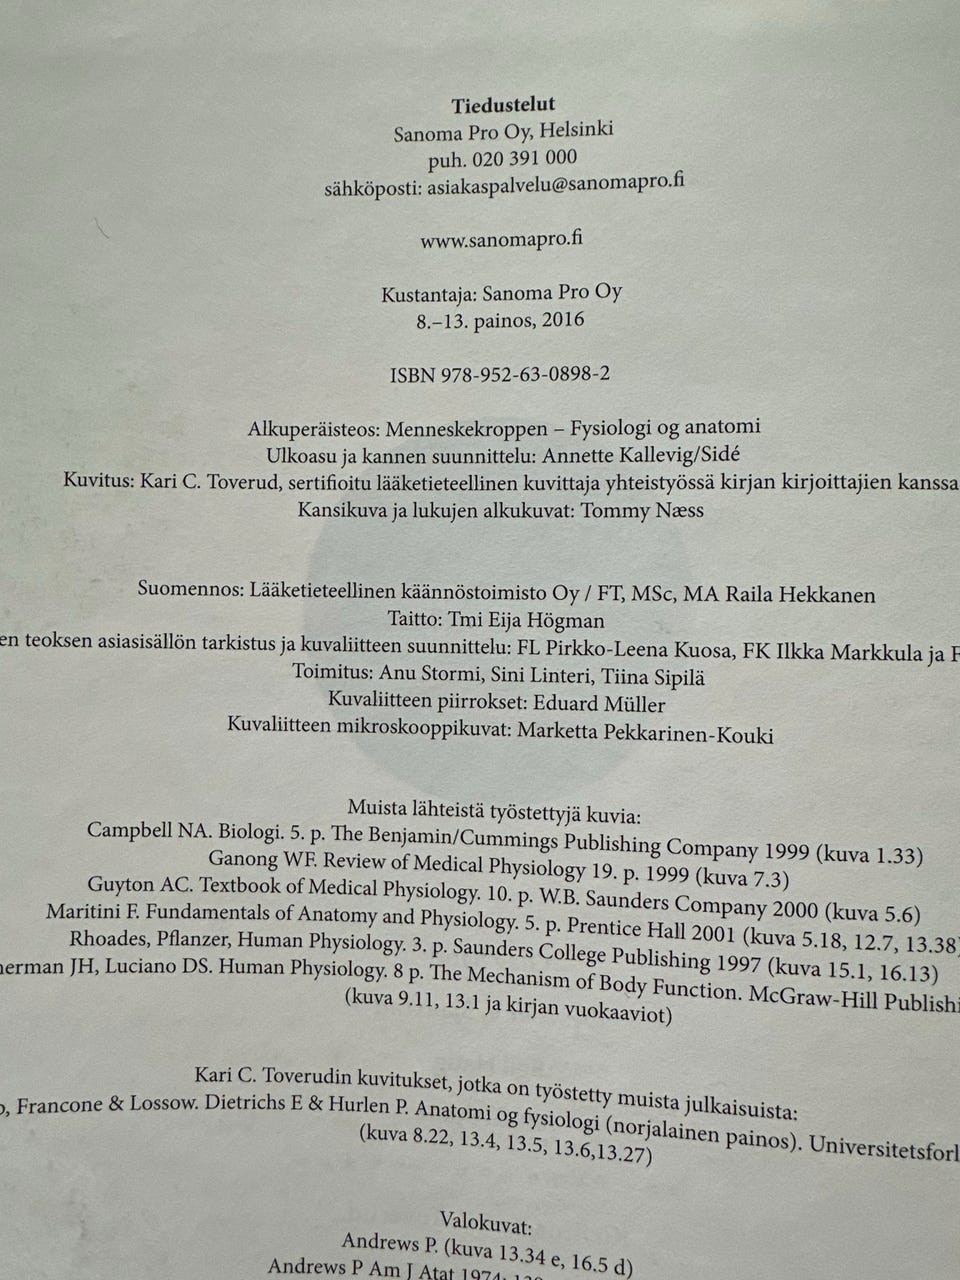 Tiedustelut
Sanoma Pro Oy, Helsinki
puh. 020 391 000
sähköposti: asiakaspalvelu@sanomapro.fi
www.sanomapro.fi
Kustantaja: Sanoma Pro Oy
8.–13. painos, 2016
ISBN 978-952-63-0898-2
Alkuperäisteos: Menneskekroppen – Fysiologi og anatomi
Ulkoasu ja kannen suunnittelu: Annette Kallevig/Sidé
Kuvitus: Kari C. Toverud, sertifioitu lääketieteellinen kuvittaja yhteistyössä kirjan kirjoittajien kanssa
Kansikuva ja lukujen alkukuvat: Tommy Næss
Suomennos: Lääketieteellinen käännöstoimisto Oy / FT, MSc, MA Raila Hekkanen
Taitto: Tmi Eija Högman
teoksen asiasisällön tarkistus ja kuvaliitteen suunnittelu: FL Pirkko-Leena Kuosa, FK Ilkka Markkula ja
Toimitus: Anu Stormi, Sini Linteri, Tiina Sipilä
Kuvaliitteen piirrokset: Eduard Müller
Kuvaliitteen mikroskooppikuvat: Marketta Pekkarinen-Kouki
Muista lähteistä työstettyjä kuvia:
Campbell NA. Biologi. 5. p. The Benjamin/Cummings Publishing Company 1999 (kuva 1.33)
Ganong WF. Review of Medical Physiology 19. p. 1999 (kuva 7.3)
Guyton AC. Textbook of Medical Physiology. 10. p. W.B. Saunders Company 2000 (kuva 5.6)
Maritini F. Fundamentals of Anatomy and Physiology. 5. p. Prentice Hall 2001 (kuva 5.18, 12.7, 13.38)
Rhoades, Pflanzer, Human Physiology. 3. p. Saunders College Publishing 1997 (kuva 15.1, 16.13)
JH, Luciano DS. Human Physiology. 8 p. The Mechanism of Body Function. McGraw-Hill
(kuva 9.11, 13.1 ja kirjan vuokaaviot)
Kari C. Toverudin kuvitukset, jotka on työstetty muista julkaisuista:
Francone & Lossow. Dietrichs E & Hurlen P. Anatomi og fysiologi (norjalainen painos).
(kuva 8.22, 13.4, 13.5, 13.6,13.27)
Valokuvat:
Andrews P. (kuva 13.34 e, 16.5 d)
Andrews P Am J Atat 1974;